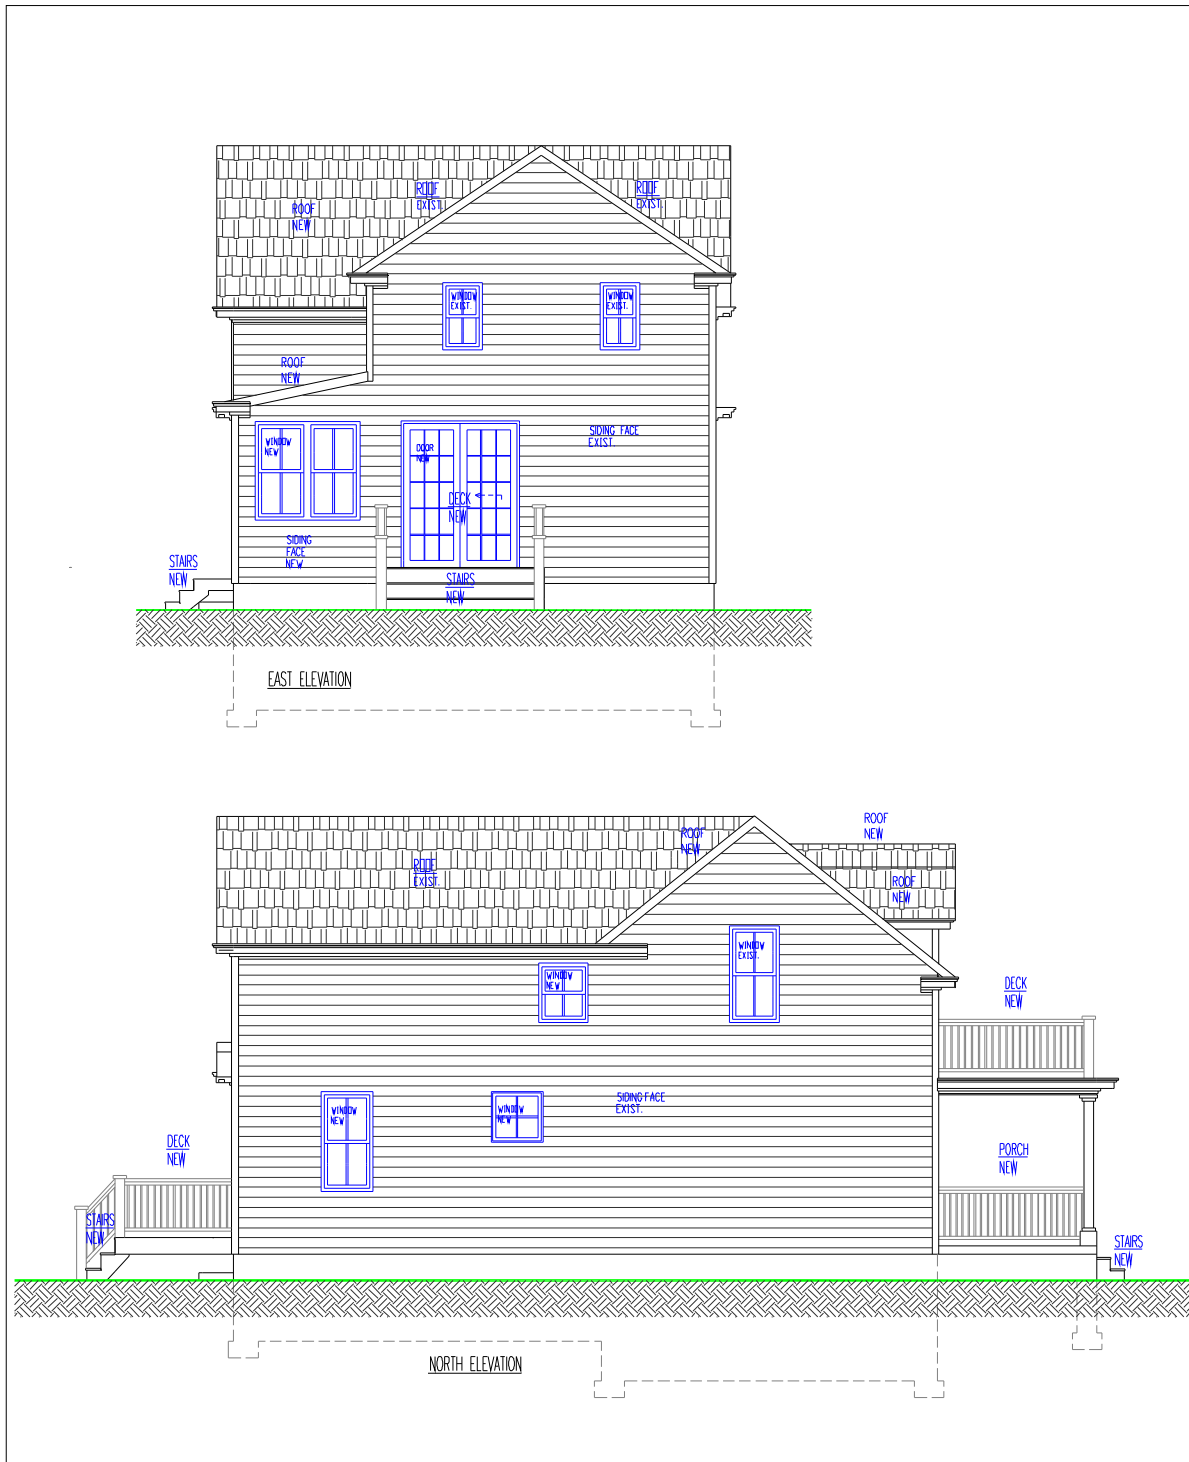 ROOF
EXIST.
ROOF
EXIST.
ROOF
NEW
WINDOW
EXIST.
WINDOW
EXIST.
ROOF
NEW
WINDOW
NEW
DOOR
NEW
SIDING FACE
EXIST.
DECK
NEW
SIDING
FACE
NEW
STAIRS
NEW
STAIRS
NEW
EAST ELEVATION
ROOF
NEW
ROOF
NEW
ROOF
EXIST.
ROOF
NEW
WINDOW
EXIST.
WINDOW
NEW
DECK
NEW
WINDOW
NEW
WINDOW
NEW
SIDING FACE
EXIST.
DECK
NEW
PORCH
NEW
STAIRS
NEW
STAIRS
NEW
NORTH ELEVATION